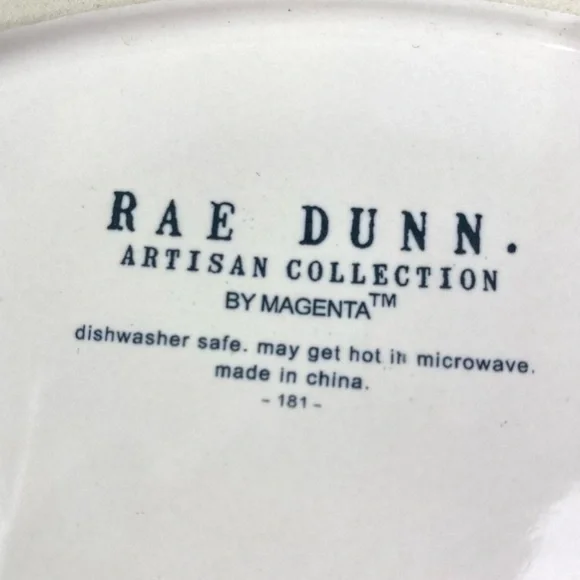 RAE DUNN.
ARTISAN COLLECTION
BY MAGENTA™
dishwasher safe. may get hot in microwave.
made in china.
- 181 -